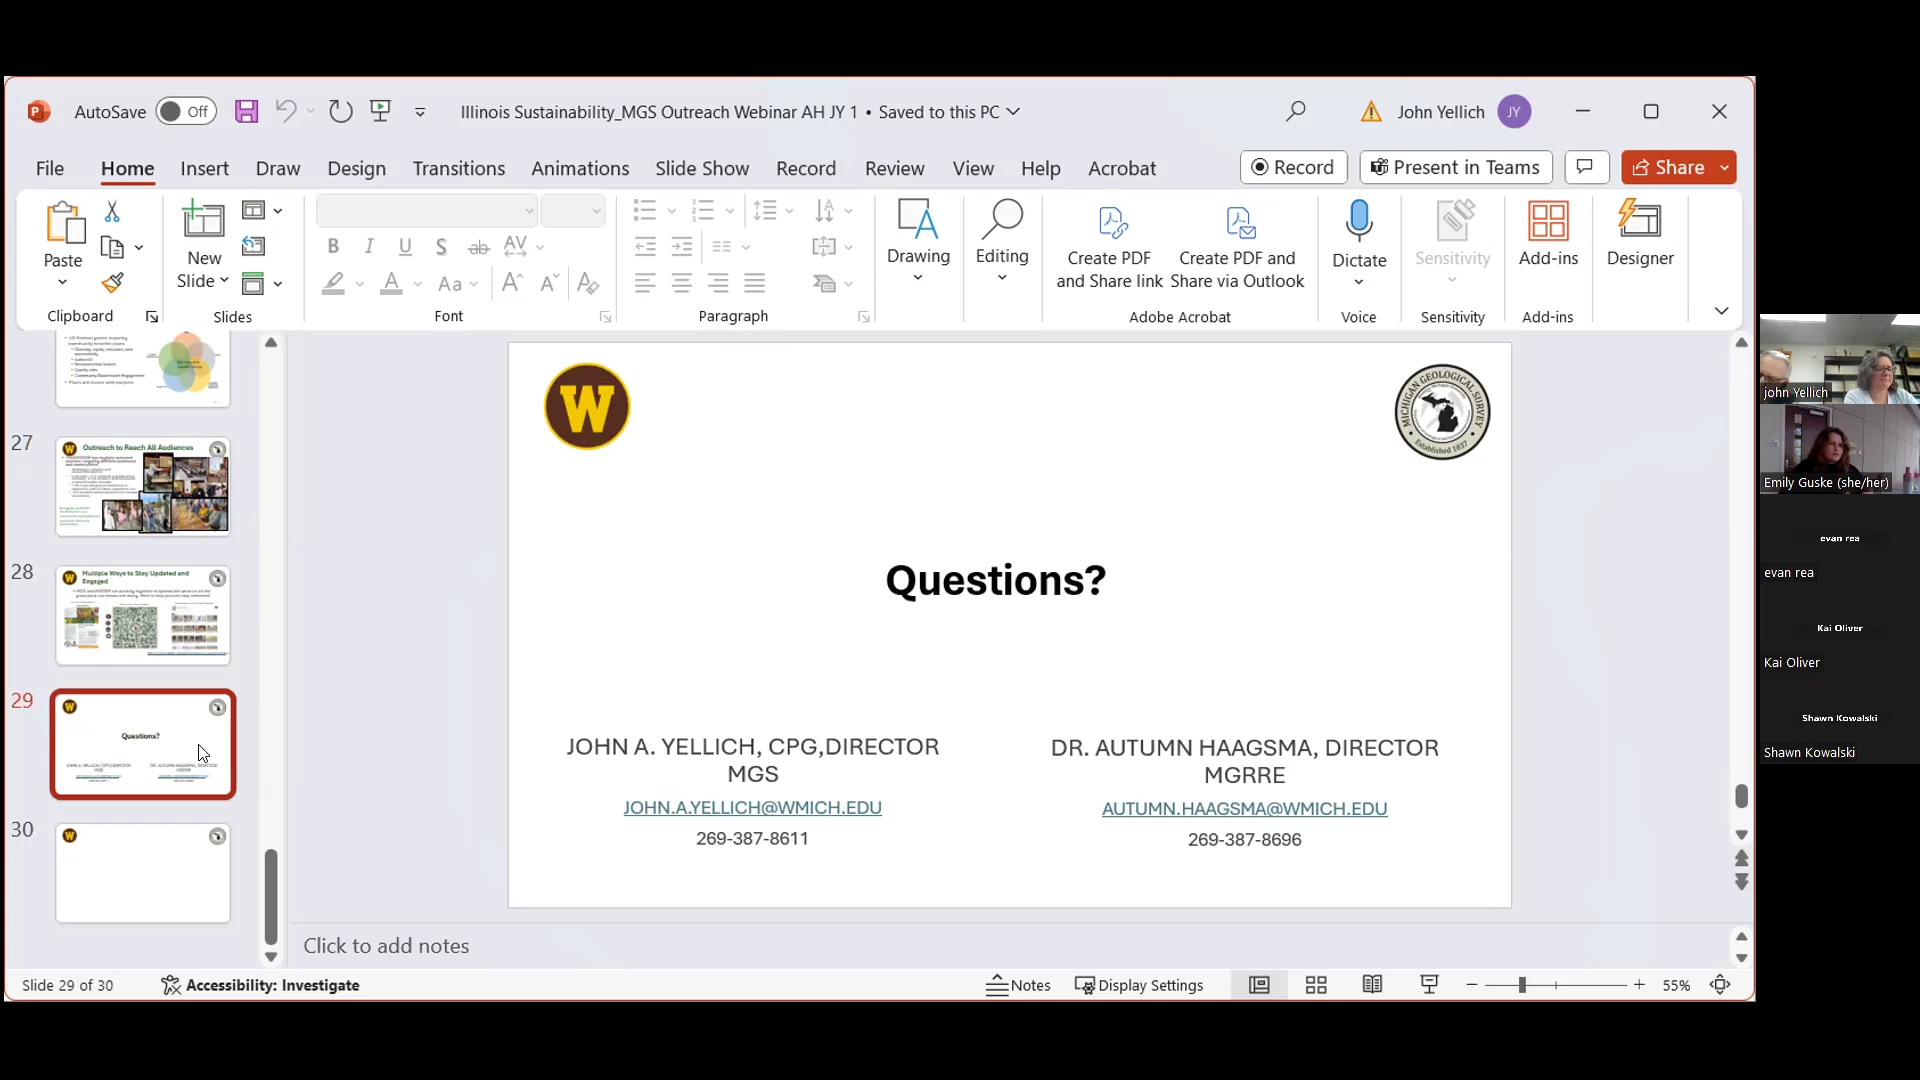 AutoSave Off
Illinois Sustainability_MGS Outreach Webinar AH JY 1 • Saved to this PC
John Yellich JY
File Home Insert Draw Design Transitions Animations Slide Show Record Review View Help Acrobat
Record
Present in Teams
Share
Paste
New
Slide
Drawing
Editing
Create PDF
and Share link
Create PDF and
Share via Outlook
Dictate
Sensitivity
Add-ins
Designer
Clipboard
Slides
Font
Paragraph
Adobe Acrobat
Voice
Sensitivity
Add-ins
27
Outreach to Reach All Audiences
28
Multiple Ways to Stay Updated and
Engaged
29
Questions?
30
W
MICHIGAN GEOLOGICAL SURVEY
Established 1837
Questions?
JOHN A. YELLICH, CPG,DIRECTOR
MGS
JOHN.A.YELLICH@WMICH.EDU
269-387-8611
DR. AUTUMN HAAGSMA, DIRECTOR
MGRRE
AUTUMN.HAAGSMA@WMICH.EDU
269-387-8696
Click to add notes
Slide 29 of 30
Accessibility: Investigate
Notes
Display Settings
55%
john Yellich
Emily Guske (she/her)
evan rea
evan rea
Kai Oliver
Kai Oliver
Shawn Kowalski
Shawn Kowalski